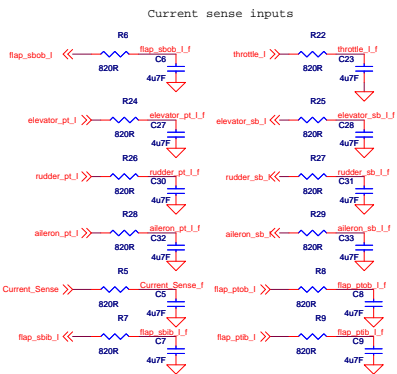 Current sense inputs
R6
flap_sbob_I
flap_sbob_I_f
C6
820R
4u7F
R22
throttle_I
throttle_I_f
C23
820R
4u7F
R24
elevator_pt_I
elevator_pt_I_f
C27
820R
4u7F
R25
elevator_sb_I
elevator_sb_I_f
C28
820R
4u7F
R26
rudder_pt_I
rudder_pt_I_f
C30
820R
4u7F
R27
rudder_sb_I
rudder_sb_I_f
C31
820R
4u7F
R28
aileron_pt_I
aileron_pt_I_f
C32
820R
4u7F
R29
aileron_sb_I
aileron_sb_I_f
C33
820R
4u7F
R5
Current_Sense
Current_Sense_f
C5
820R
4u7F
R8
flap_ptob_I
flap_ptob_I_f
C8
820R
4u7F
R7
flap_sbib_I
flap_sbib_I_f
C7
820R
4u7F
R9
flap_ptib_I
flap_ptib_I_f
C9
820R
4u7F